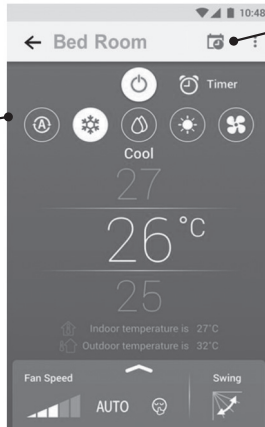 10:48
Bed Room
Timer
A
Cool
27
26°C
25
Indoor temperature is 27°C
Outdoor temperature is 32°C
Fan Speed
Swing
AUTO